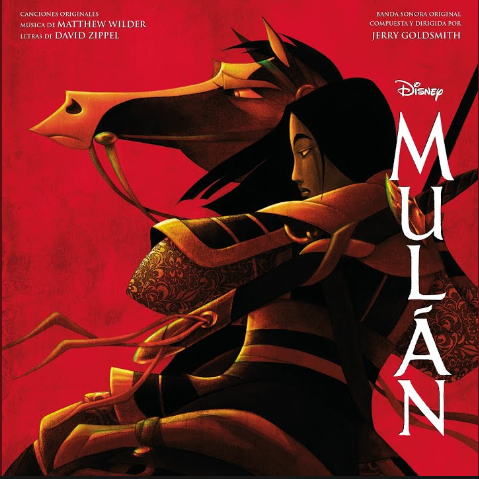 CANCIONES ORIGINALES
MÚSICA DE MATTHEW WILDER
LETRAS DE DAVID ZIPPEL
BANDA SONORA ORIGINAL
COMPUESTA Y DIRIGIDA POR
JERRY GOLDSMITH
Disney
MULÁN